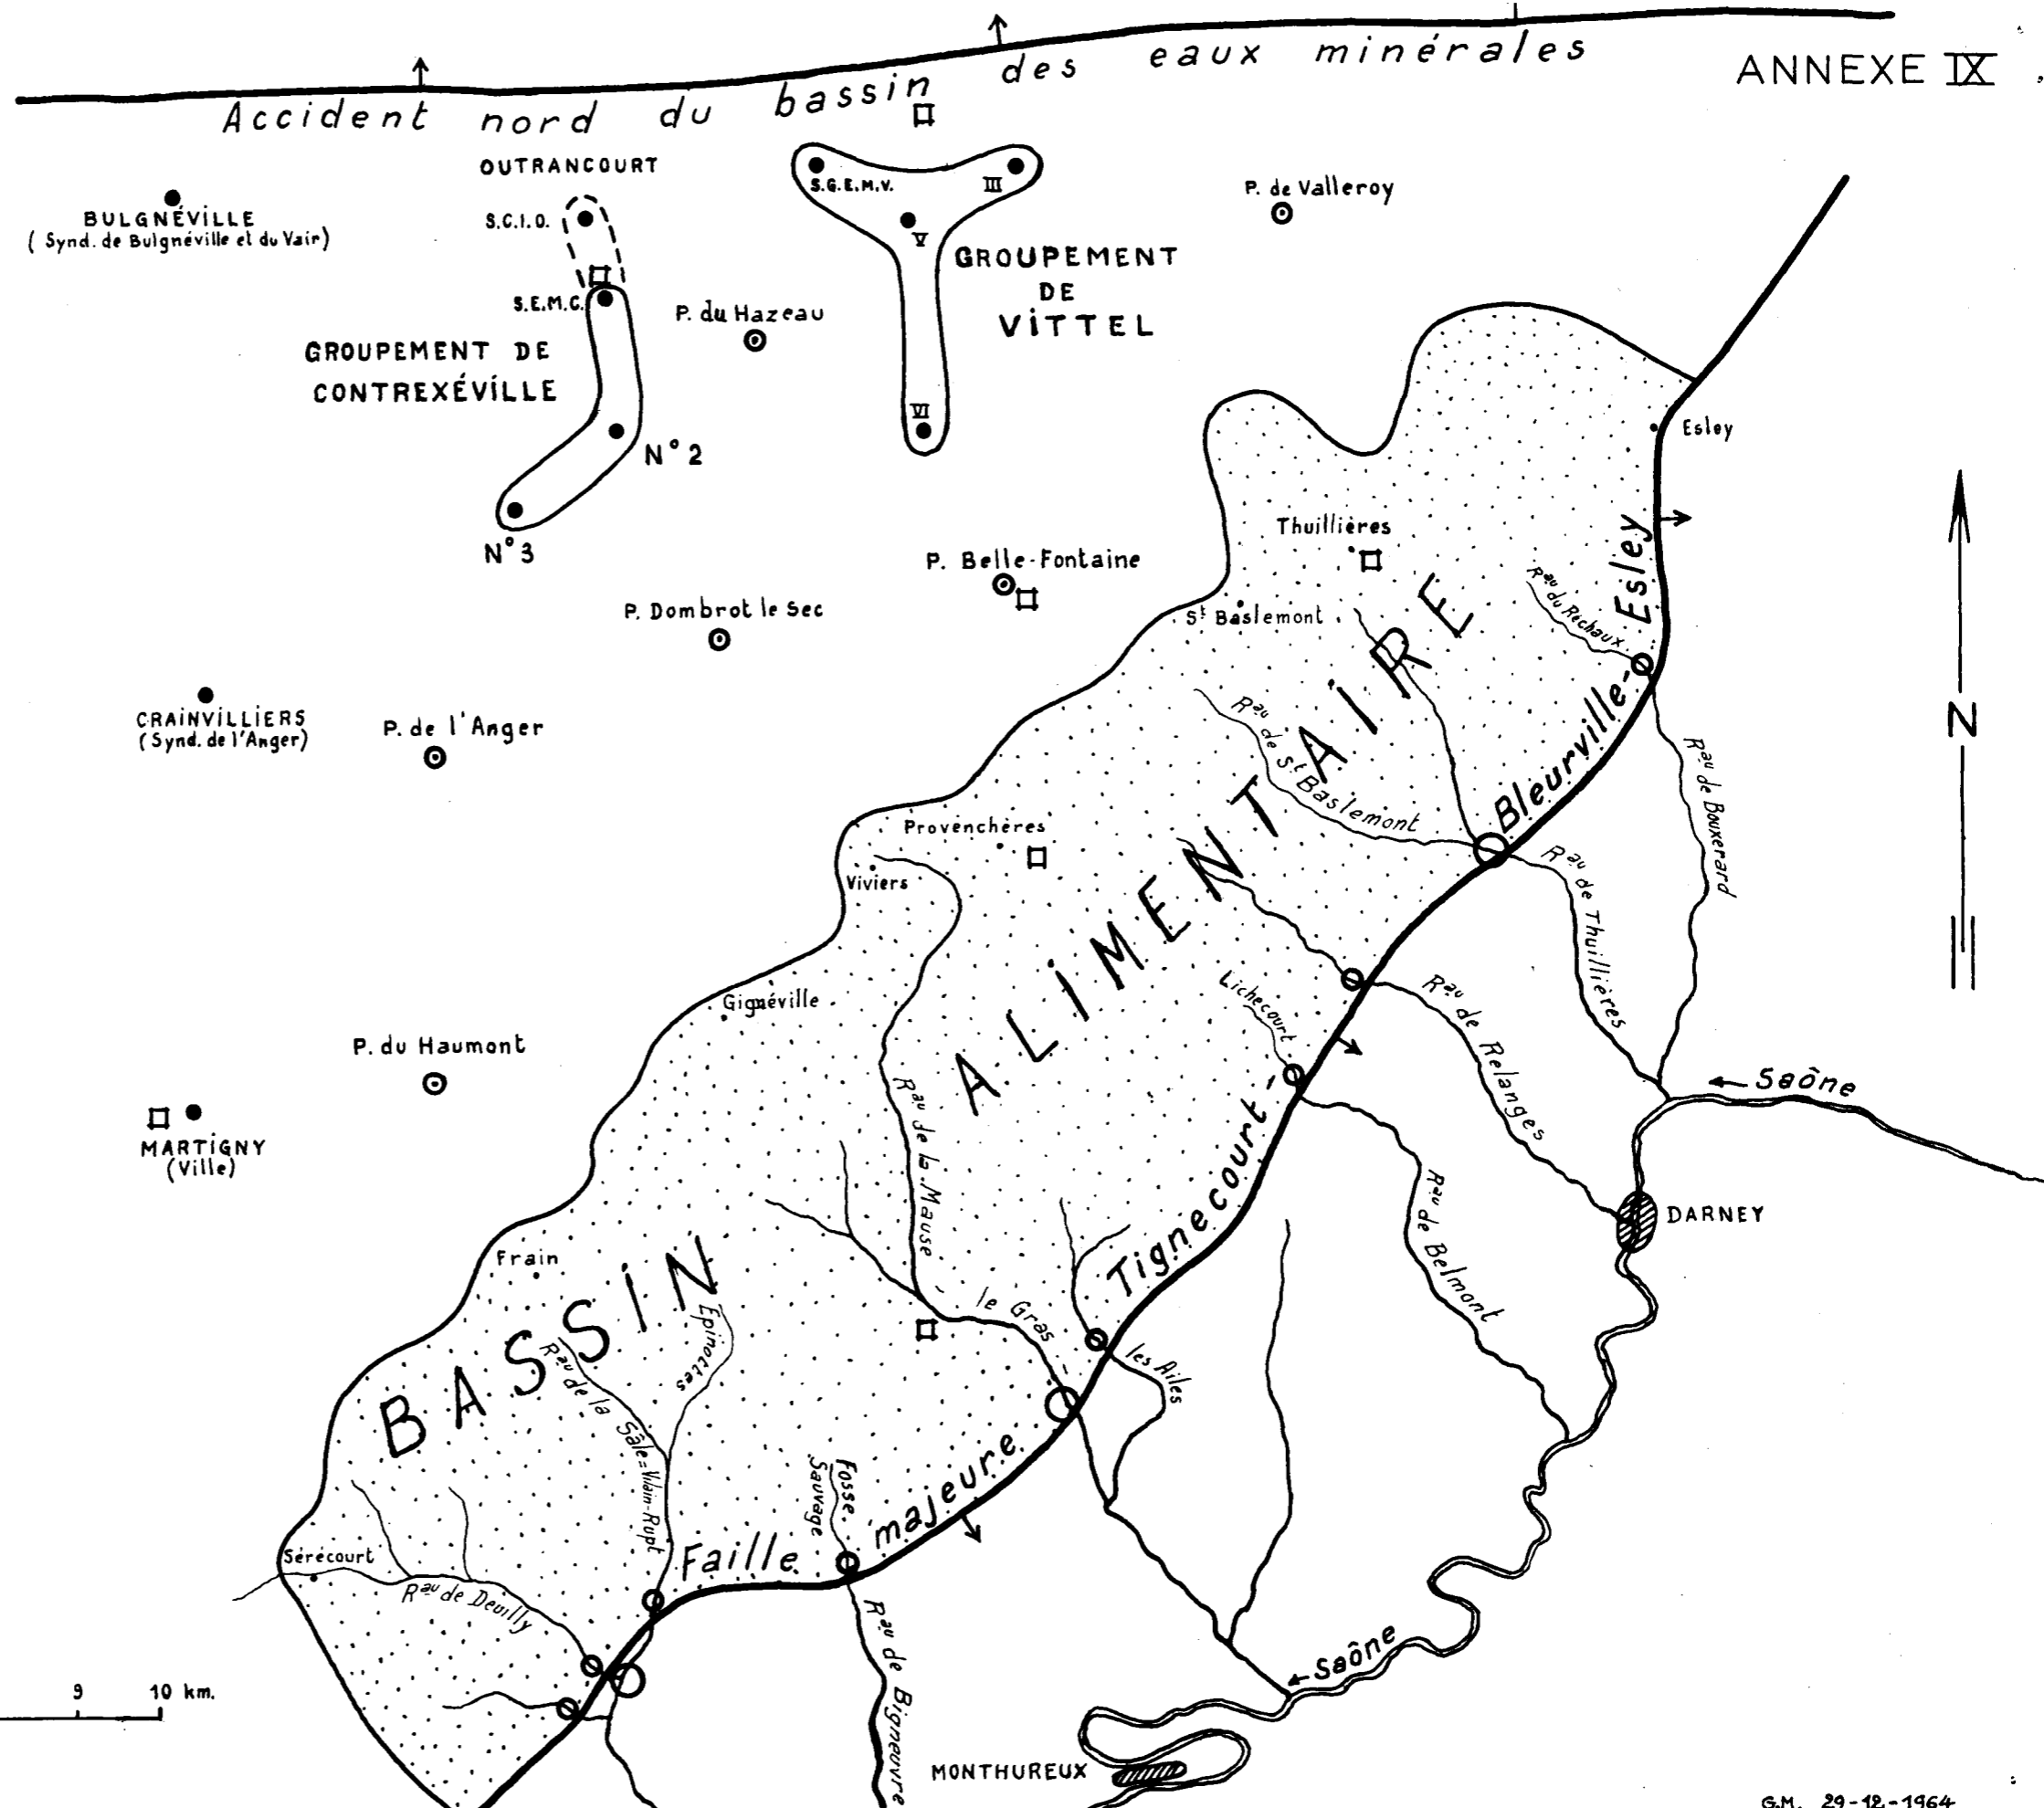 Accident nord du bassin des eaux minérales
ANNEXE IX
OUTRANCOURT
S.C.I.O.
S.E.M.C.
BULGNÉVILLE
(Synd. de Bulgnéville et du Vair)
S.G.E.M.V.
III
V
VI
GROUPEMENT
DE
VITTEL
P. de Valleroy
P. du Hazeau
GROUPEMENT DE
CONTREXÉVILLE
N° 2
N° 3
Esley
Thuillières
P. Belle-Fontaine
St Baslemont
P. Dombrot le Sec
CRAINVILLIERS
(Synd. de l'Anger)
P. de l'Anger
N
Rau du Réchaux
Rau de St Baslemont
Rau de Bouxerard
Rau de Thuillières
Provenchères
Viviers
Gignéville
P. du Haumont
MARTIGNY
(Ville)
BASSIN ALIMENTAIRE
Lichecourt
Rau de Relanges
Rau de Belmont
Saône
DARNEY
Rau de la Mause
le Gras
les Ailes
Frain
Epinottes
Rau de la Sâle = Vilain-Rupt
Fosse
Sauvage
Faille majeure Tignecourt - Bleurville - Esley
Sérécourt
Rau de Deuilly
Rau de Bigneuvre
Saône
MONTHUREUX
9 10 km.
G.M. 29-12-1964